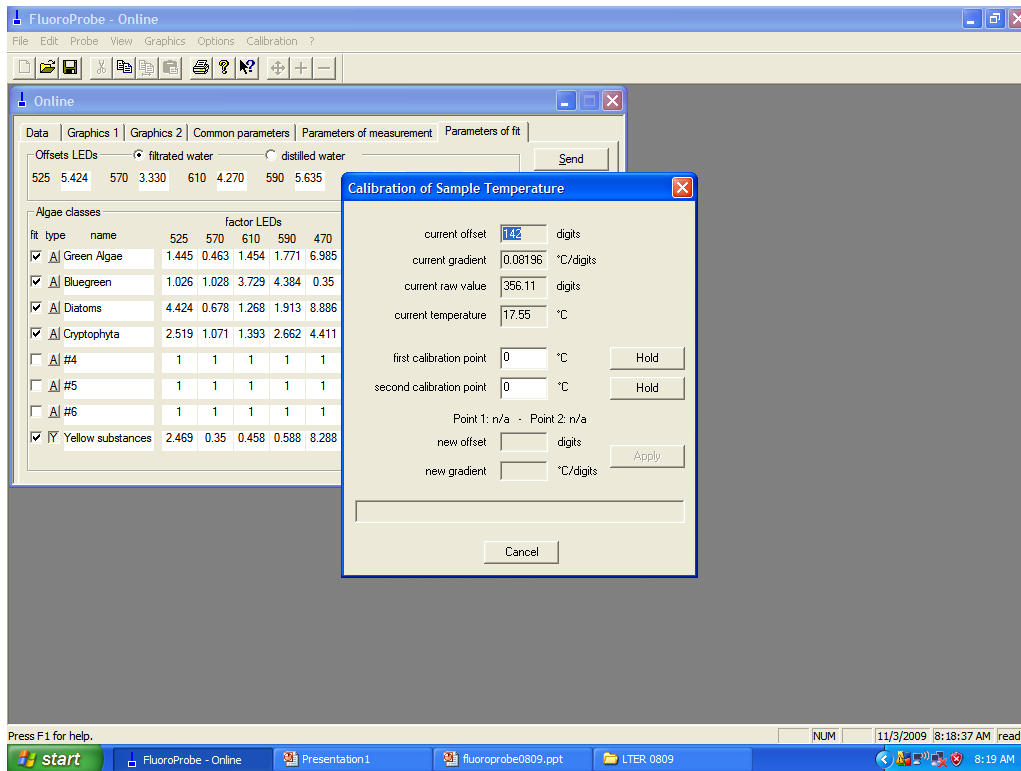 FluoroProbe - Online
File Edit Probe View Graphics Options Calibration ?
Online
Data Graphics 1 Graphics 2 Common parameters Parameters of measurement Parameters of fit
Offsets LEDs filtrated water distilled water Send
525 5.424 570 3.330 610 4.270 590 5.635
Algae classes
factor LEDs
fit type name 525 570 610 590 470
A Green Algae 1.445 0.463 1.454 1.771 6.985
A Bluegreen 1.026 1.028 3.729 4.384 0.35
A Diatoms 4.424 0.678 1.268 1.913 8.886
A Cryptophyta 2.519 1.071 1.393 2.662 4.411
A #4 1 1 1 1 1
A #5 1 1 1 1 1
A #6 1 1 1 1 1
Y Yellow substances 2.469 0.35 0.458 0.588 8.288
Calibration of Sample Temperature
current offset 142 digits
current gradient 0.08196 °C/digits
current raw value 356.11 digits
current temperature 17.55 °C
first calibration point 0 °C Hold
second calibration point 0 °C Hold
Point 1: n/a - Point 2: n/a
new offset digits
Apply
new gradient °C/digits
Cancel
Press F1 for help. NUM 11/3/2009 8:18:37 AM read
start FluoroProbe - Online Presentation1 fluoroprobe0809.ppt LTER 0809 8:19 AM